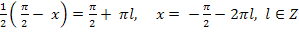 1/2(π/2 − x) = π/2 + πl, x = −π/2 − 2πl, l ∈ Z